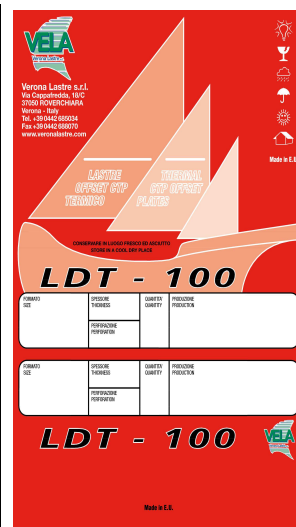 VELA
Verona Lastre s.r.l.
Verona Lastre s.r.l.
Via Cappafredda, 18/C
37050 ROVERCHIARA
Verona - Italy
Tel. +39 0442 685034
Fax +39 0442 688070
www.veronalastre.com
Made in E.U.
LASTRE
OFFSET CTP
TERMICO
THERMAL
CTP OFFSET
PLATES
CONSERVARE IN LUOGO FRESCO ED ASCIUTTO
STORE IN A COOL DRY PLACE
LDT - 100
FORMATO
SIZE
SPESSORE
THICKNESS
QUANTITA'
QUANTITY
PRODUZIONE
PRODUCTION
PERFORAZIONE
PERFORATION
FORMATO
SIZE
SPESSORE
THICKNESS
QUANTITA'
QUANTITY
PRODUZIONE
PRODUCTION
PERFORAZIONE
PERFORATION
LDT - 100
VELA
Made in E.U.